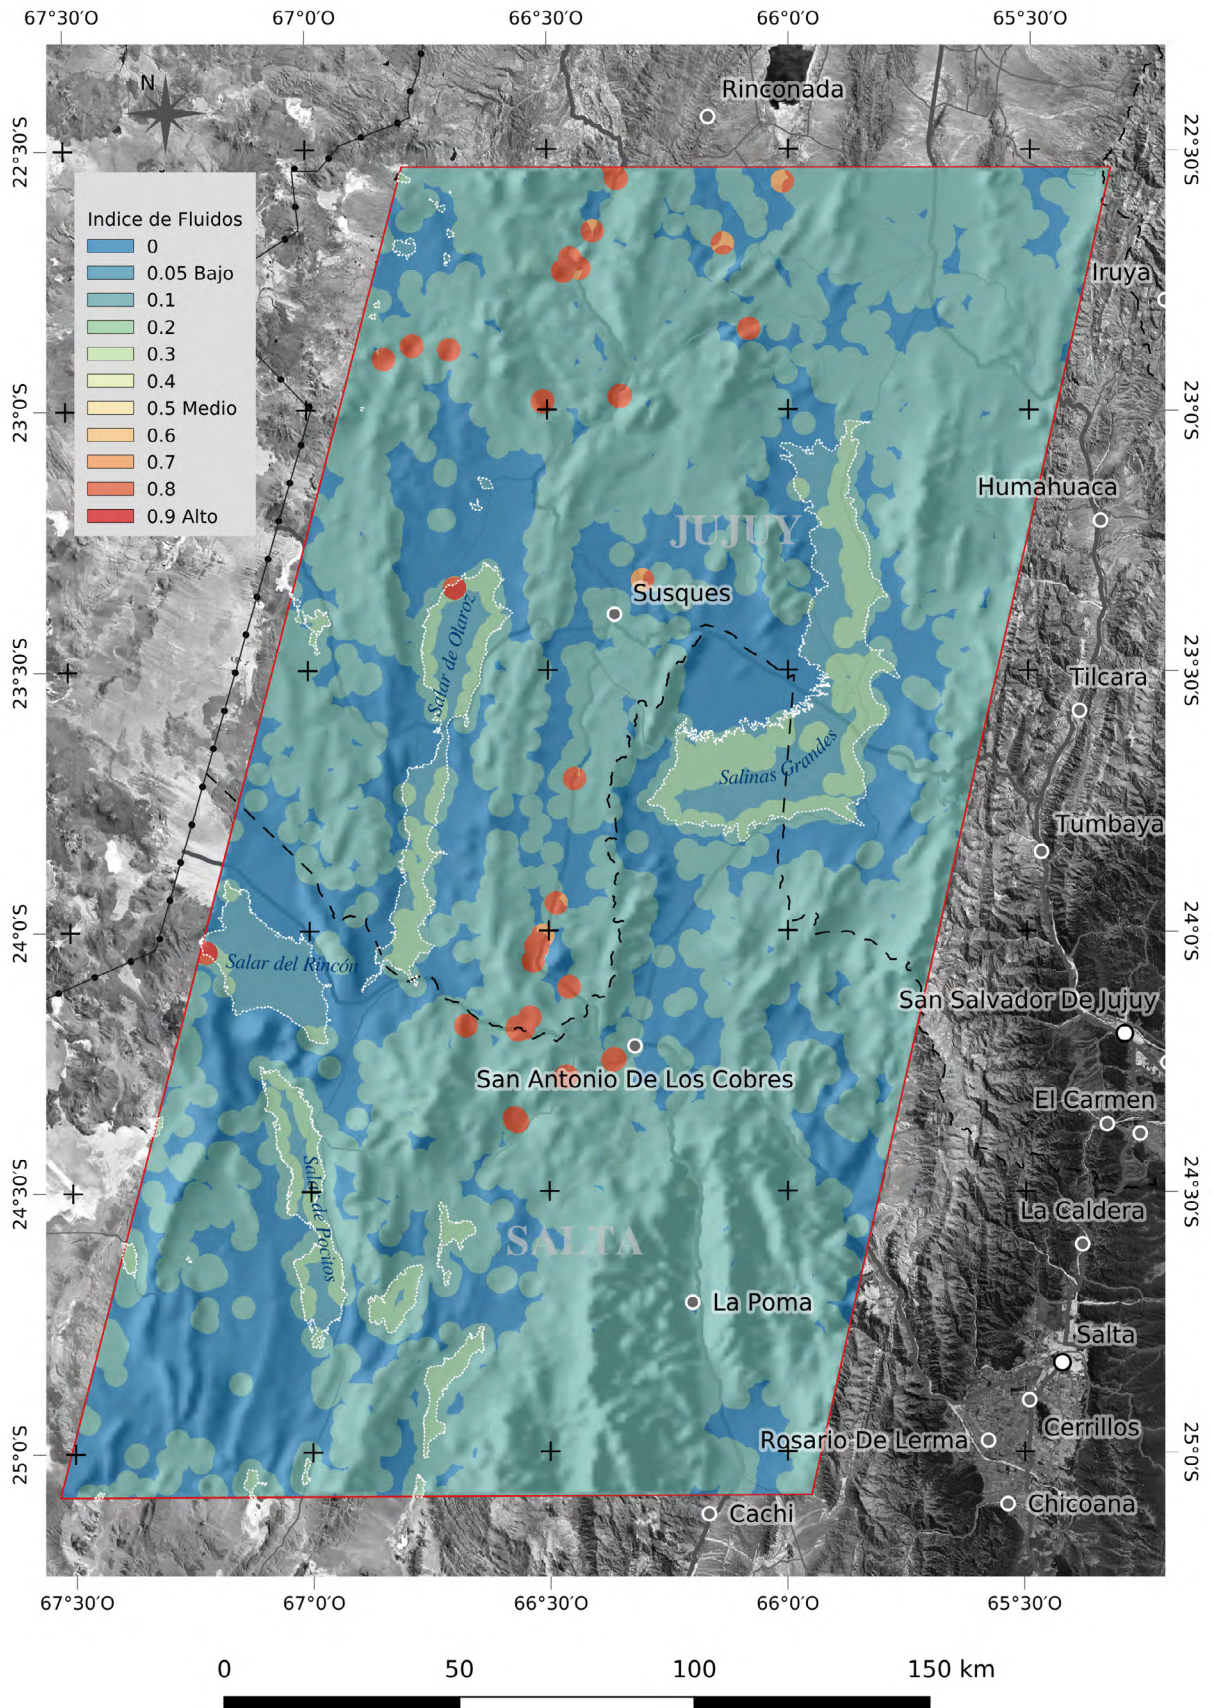 67°30'O 67°0'O 66°30'O 66°0'O 65°30'O
N
Rinconada
22°30'S
22°30'S
Indice de Fluidos
0
0.05 Bajo
0.1
0.2
0.3
0.4
0.5 Medio
0.6
0.7
0.8
0.9 Alto
Iruya
23°0'S
23°0'S
Humahuaca
JUJUY
Susques
Salar de Olaroz
23°30'S
23°30'S
Tilcara
Salinas Grandes
Tumbaya
24°0'S
24°0'S
Salar del Rincón
San Salvador De Jujuy
San Antonio De Los Cobres
El Carmen
Salar de Pocitos
24°30'S
24°30'S
La Caldera
SALTA
La Poma
Salta
Cerrillos
Rosario De Lerma
25°0'S
25°0'S
Chicoana
Cachi
67°30'O 67°0'O 66°30'O 66°0'O 65°30'O
0 50 100 150 km